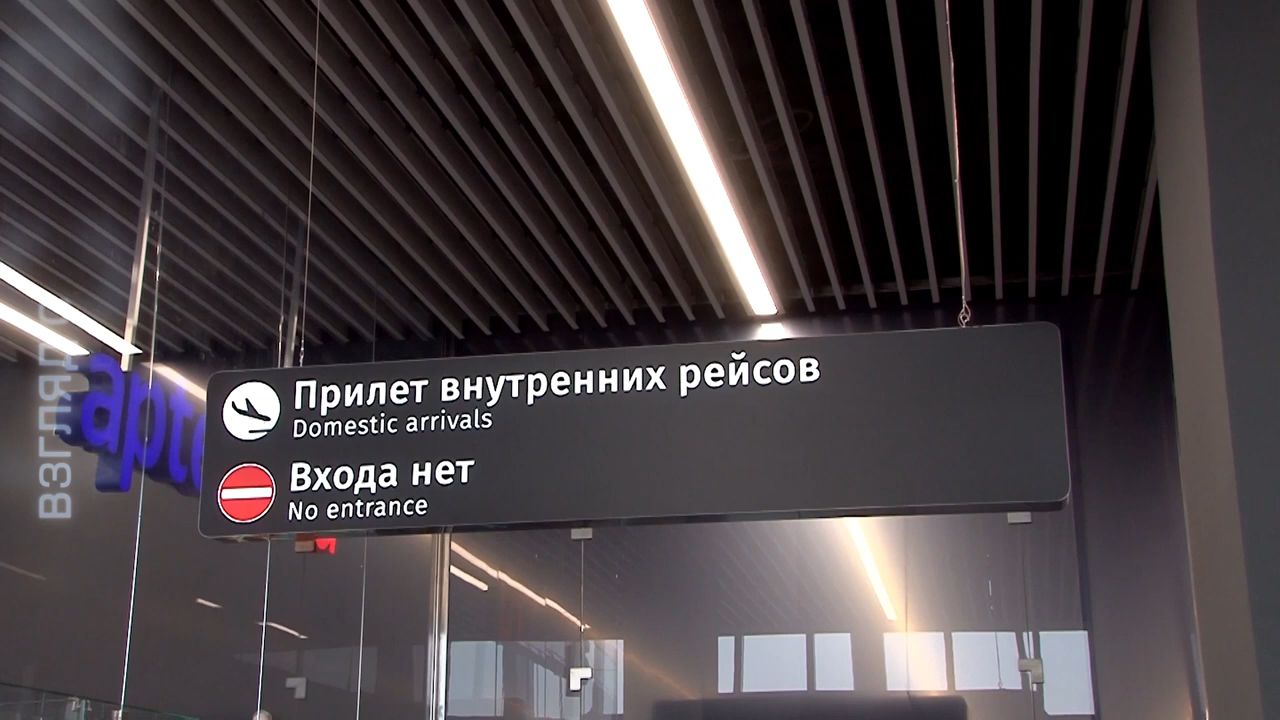 Прилет внутренних рейсов
Domestic arrivals
Входа нет
No entrance